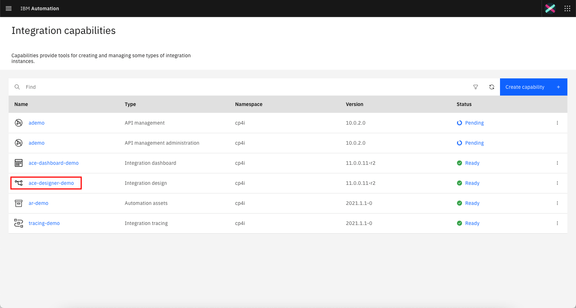 IBM Automation
Integration capabilities
Capabilities provide tools for creating and managing some types of integration
instances.
Find
Create capability +
Name Type Namespace Version Status
ademo API management cp4i 10.0.2.0 Pending
ademo API management administration cp4i 10.0.2.0 Pending
ace-dashboard-demo Integration dashboard cp4i 11.0.0.11-r2 Ready
ace-designer-demo Integration design cp4i 11.0.0.11-r2 Ready
ar-demo Automation assets cp4i 2021.1.1-0 Ready
tracing-demo Integration tracing cp4i 2021.1.1-0 Ready